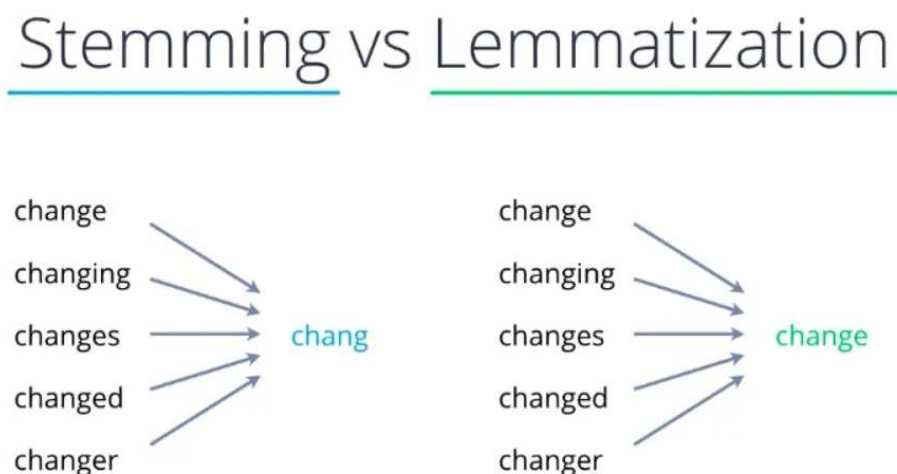 Stemming vs Lemmatization
change
changing
changes
changed
changer
chang
change
changing
changes
changed
changer
change